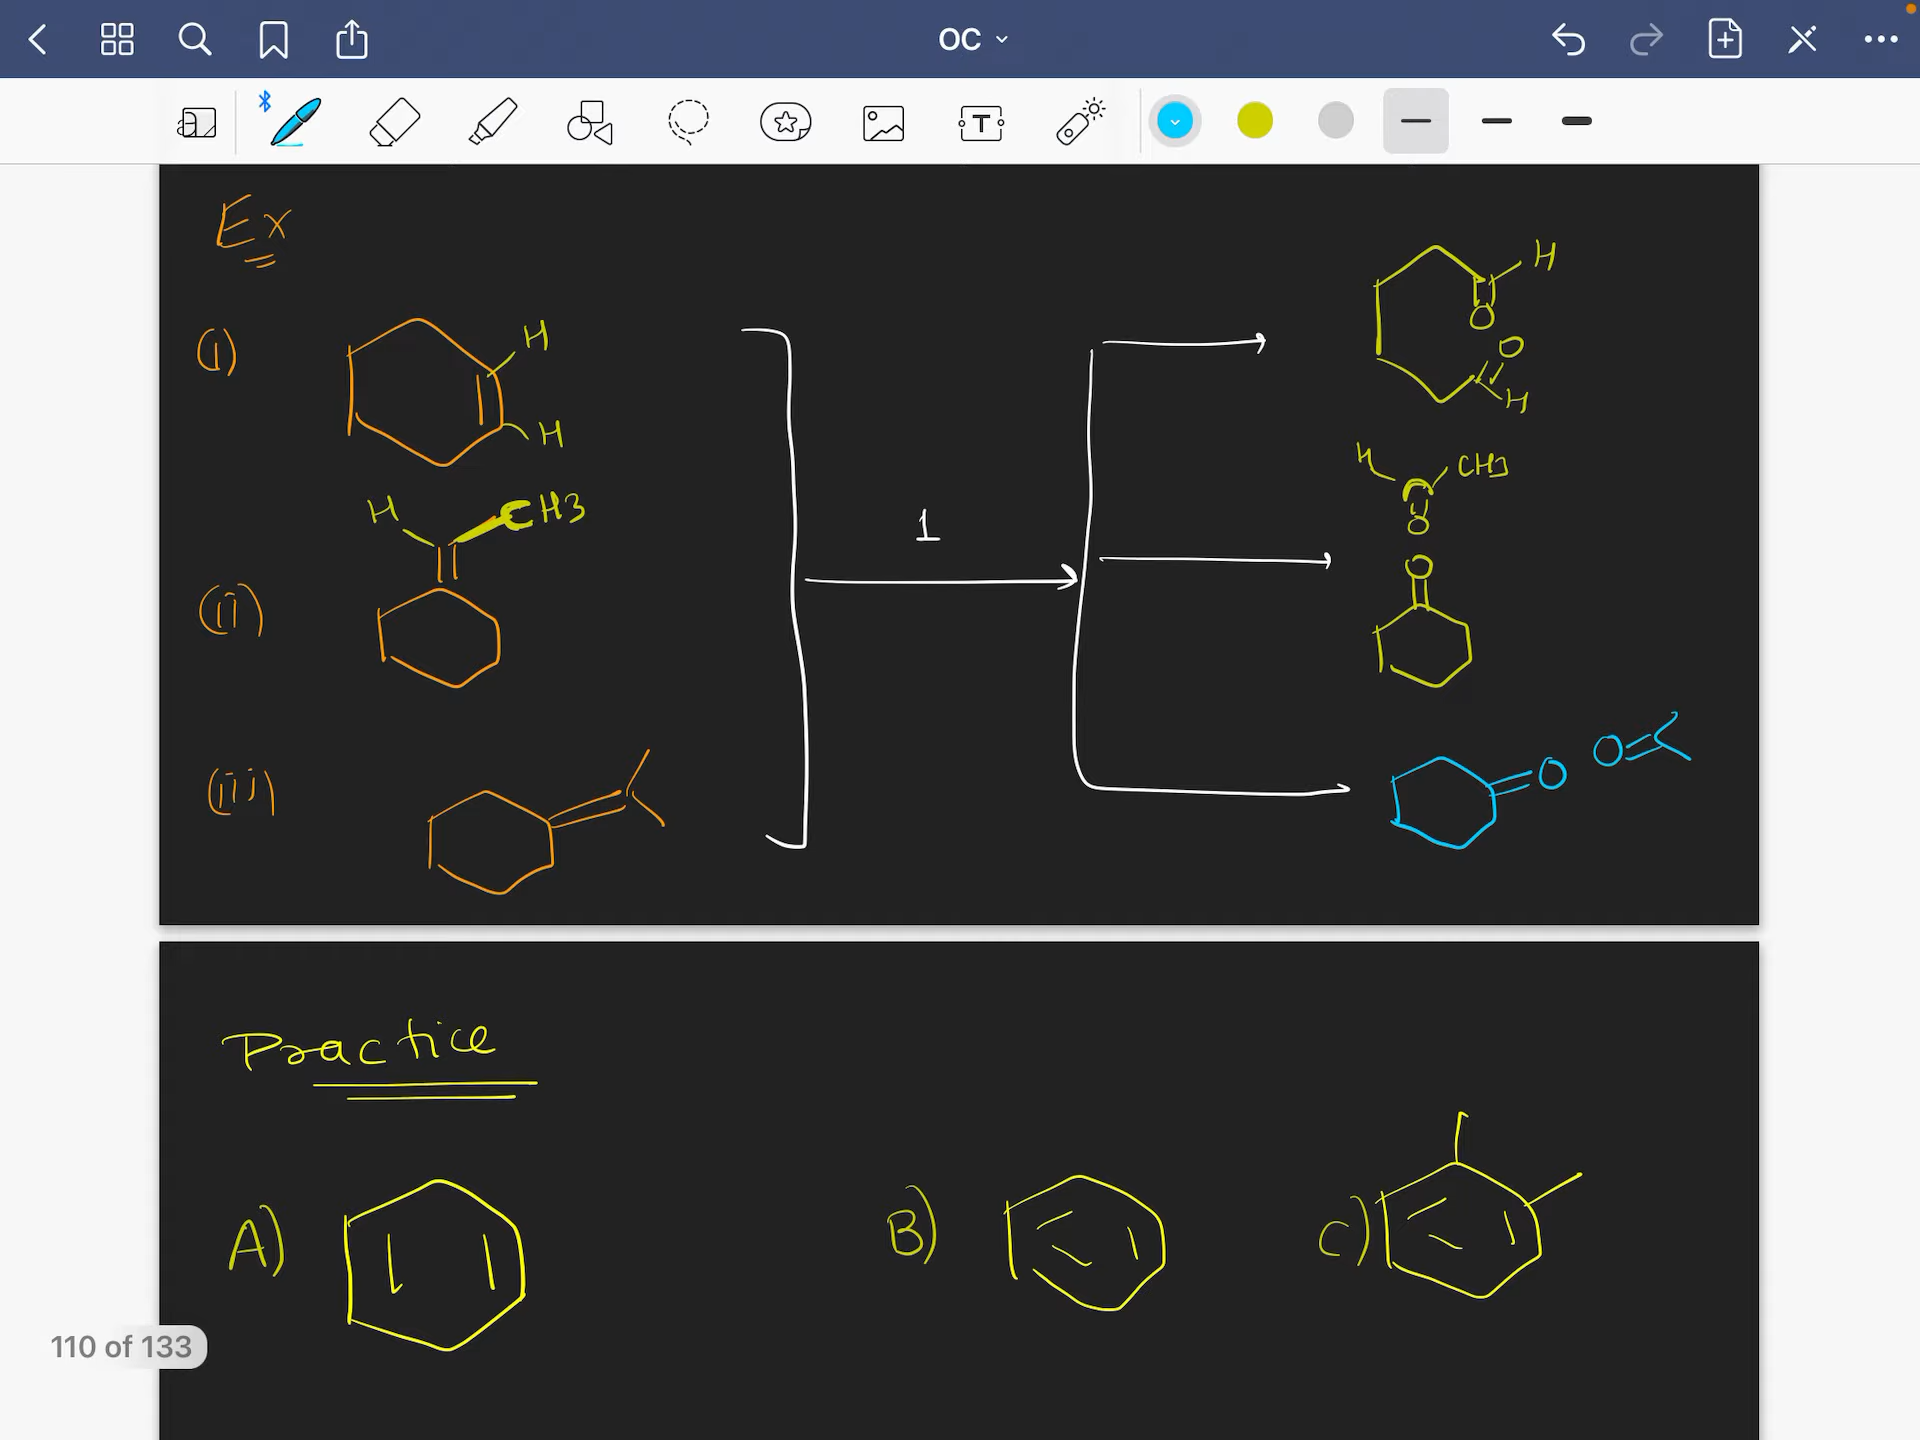 OC
Ex
(i)
H
H
H
O
O
H
H
CH3
(ii)
1
H
CH3
O
O
(iii)
O
O
Practice
A)
B)
C)
110 of 133